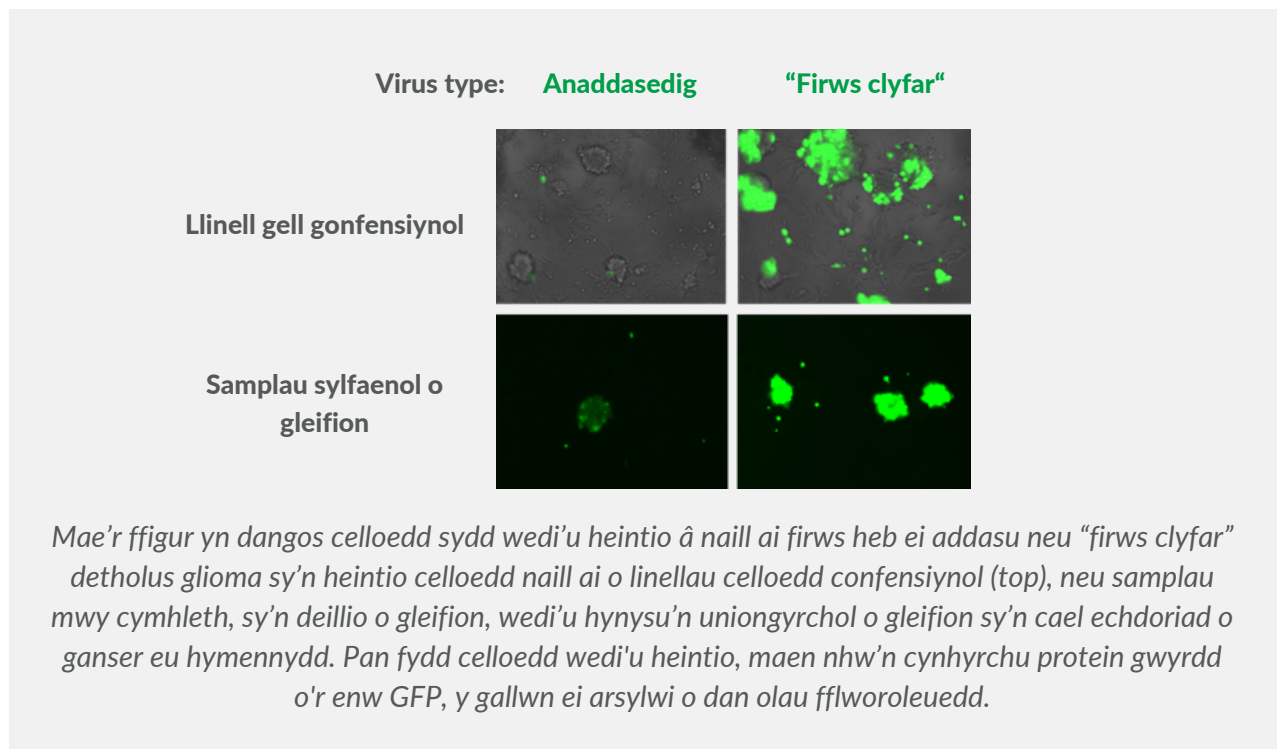 Virus type: Anaddasedig “Firws clyfar“
Llinell gell gonfensiynol
Samplau sylfaenol o
gleifion
Mae’r ffigur yn dangos celloedd sydd wedi’u heintio â naill ai firws heb ei addasu neu “firws clyfar”
detholus glioma sy’n heintio celloedd naill ai o linellau celloedd confensiynol (top), neu samplau
mwy cymhleth, sy’n deillio o gleifion, wedi’u hynysu’n uniongyrchol o gleifion sy’n cael echdoriad o
ganser eu hymennydd. Pan fydd celloedd wedi'u heintio, maen nhw’n cynhyrchu protein gwyrdd
o'r enw GFP, y gallwn ei arsylwi o dan olau fflworoleuedd.